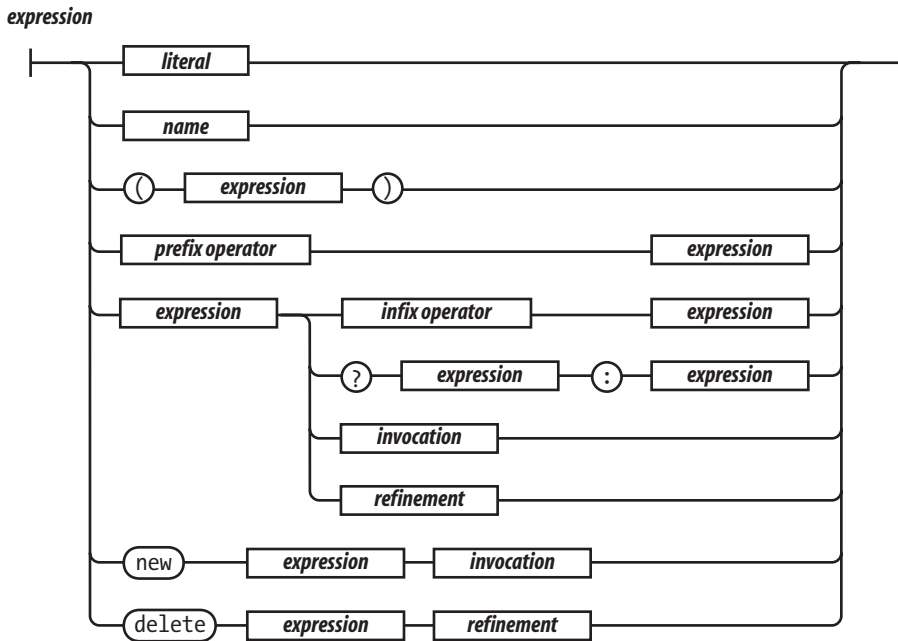 expression
literal
name
( expression )
prefix operator expression
expression infix operator expression
? expression : expression
invocation
refinement
new expression invocation
delete expression refinement